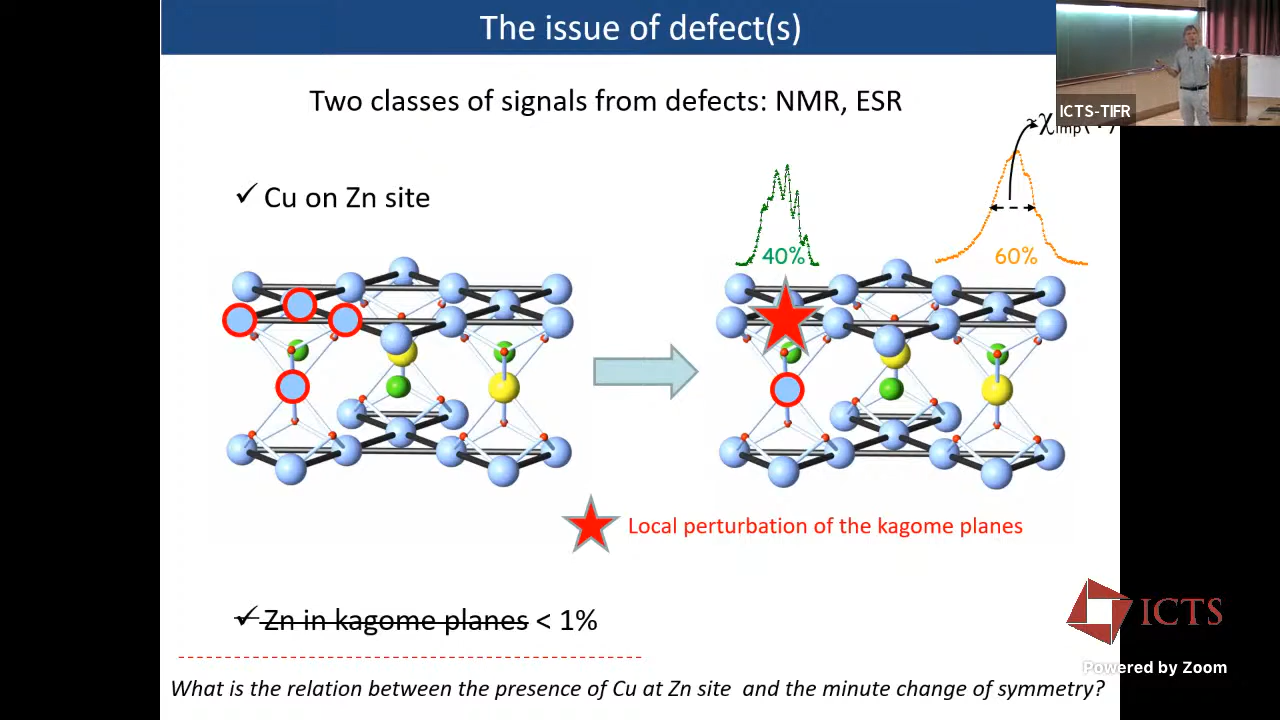 The issue of defect(s)
Two classes of signals from defects: NMR, ESR
ICTS-TIFR
✓ Cu on Zn site
40%
60%
Local perturbation of the kagome planes
✓ Zn in kagome planes < 1%
ICTS
Powered by Zoom
What is the relation between the presence of Cu at Zn site and the minute change of symmetry?